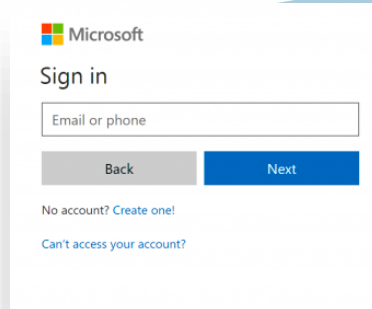 Microsoft
Sign in
Email or phone
Back Next
No account? Create one!
Can't access your account?